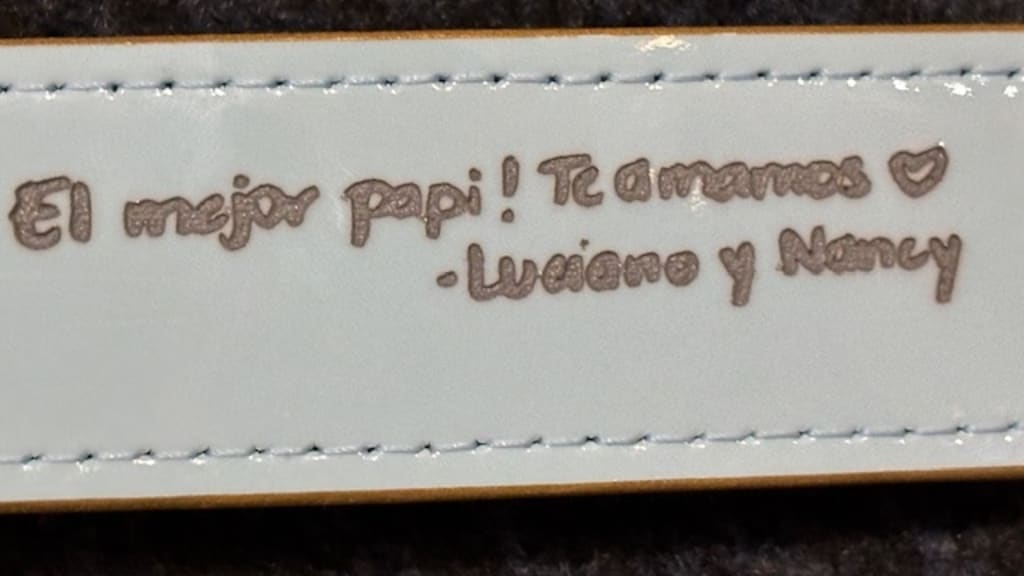 El mejor papi! Te amamos ♡
-Luciano y Nancy